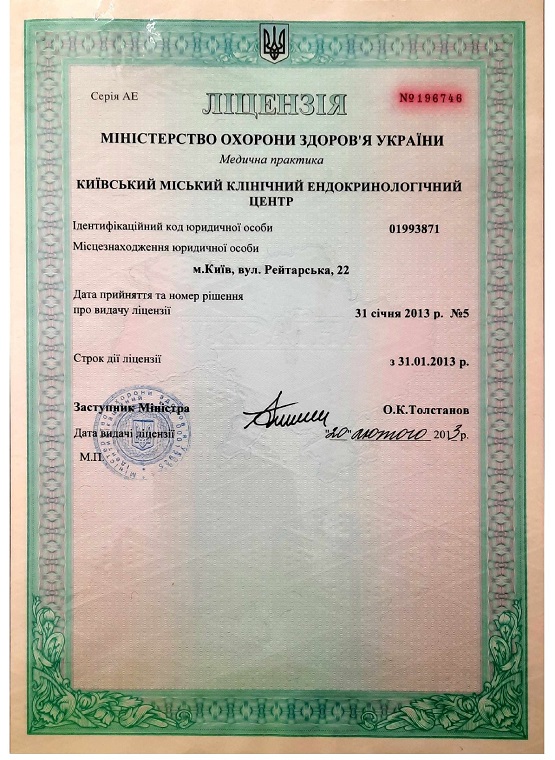 Серія АЕ
ЛІЦЕНЗІЯ
№196746
МІНІСТЕРСТВО ОХОРОНИ ЗДОРОВ'Я УКРАЇНИ
Медична практика
КИЇВСЬКИЙ МІСЬКИЙ КЛІНІЧНИЙ ЕНДОКРИНОЛОГІЧНИЙ
ЦЕНТР
Ідентифікаційний код юридичної особи 01993871
Місцезнаходження юридичної особи
м.Київ, вул. Рейтарська, 22
Дата прийняття та номер рішення
про видачу ліцензії 31 січня 2013 р. №5
Строк дії ліцензії з 31.01.2013 р.
Заступник Міністра О.К.Толстанов
Дата видачі ліцензії "20" лютого 2013р.
М.П.